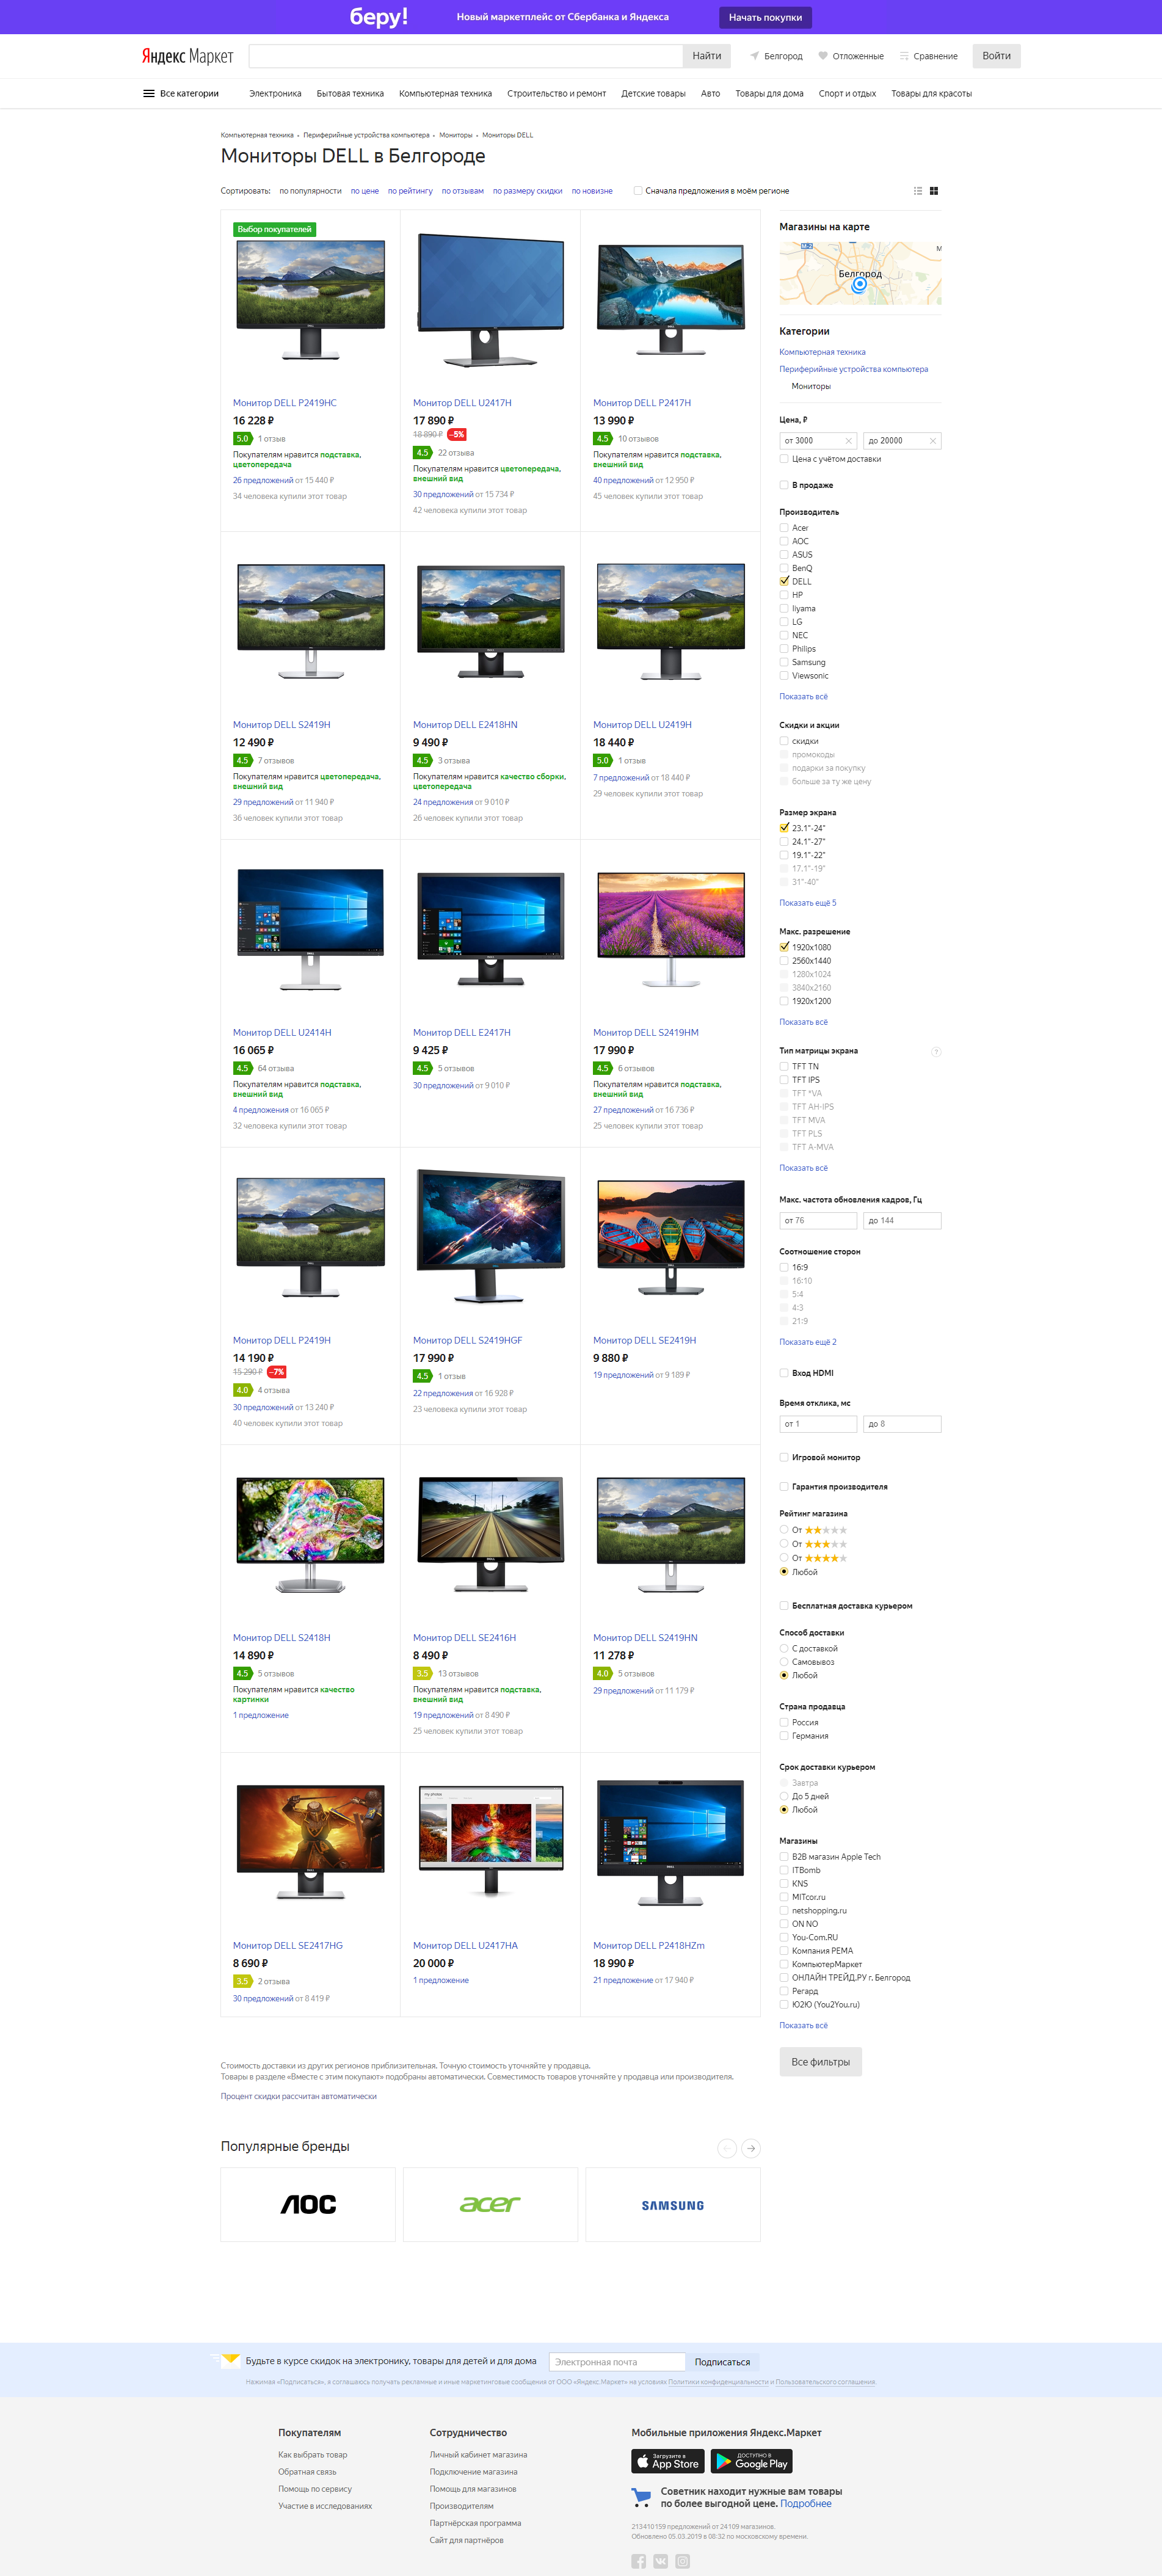 беру!
Новый маркетплейс от Сбербанка и Яндекса
Начать покупки
Яндекс Маркет
Найти
Белгород
Отложенные
Сравнение
Войти
Все категории
Электроника
Бытовая техника
Компьютерная техника
Строительство и ремонт
Детские товары
Авто
Товары для дома
Спорт и отдых
Товары для красоты
Компьютерная техника
Периферийные устройства компьютера
Мониторы
Мониторы DELL
Мониторы DELL в Белгороде
Сортировать: по популярности по цене по рейтингу по отзывам по размеру скидки по новизне
Сначала предложения в моём регионе
Выбор покупателей
Монитор DELL P2419HC
16 228 ₽
5.0 1 отзыв
Покупателям нравится подставка,
цветопередача
26 предложений от 15 440 ₽
34 человека купили этот товар
Монитор DELL U2417H
17 890 ₽
18 890 ₽ –5%
4.5 22 отзыва
Покупателям нравится цветопередача,
внешний вид
30 предложений от 15 734 ₽
42 человека купили этот товар
Монитор DELL P2417H
13 990 ₽
4.5 10 отзывов
Покупателям нравится подставка,
внешний вид
40 предложений от 12 950 ₽
45 человек купили этот товар
Монитор DELL S2419H
12 490 ₽
4.5 7 отзывов
Покупателям нравится цветопередача,
внешний вид
29 предложений от 11 940 ₽
36 человек купили этот товар
Монитор DELL E2418HN
9 490 ₽
4.5 3 отзыва
Покупателям нравится качество сборки,
цветопередача
24 предложения от 9 010 ₽
26 человек купили этот товар
Монитор DELL U2419H
18 440 ₽
5.0 1 отзыв
7 предложений от 18 440 ₽
29 человек купили этот товар
Монитор DELL U2414H
16 065 ₽
4.5 64 отзыва
Покупателям нравится подставка,
внешний вид
4 предложения от 16 065 ₽
32 человека купили этот товар
Монитор DELL E2417H
9 425 ₽
4.5 5 отзывов
30 предложений от 9 010 ₽
Монитор DELL S2419HM
17 990 ₽
4.5 6 отзывов
Покупателям нравится подставка,
внешний вид
27 предложений от 16 736 ₽
25 человек купили этот товар
Монитор DELL P2419H
14 190 ₽
15 290 ₽ –7%
4.0 4 отзыва
30 предложений от 13 240 ₽
40 человек купили этот товар
Монитор DELL S2419HGF
17 990 ₽
4.5 1 отзыв
22 предложения от 16 928 ₽
23 человека купили этот товар
Монитор DELL SE2419H
9 880 ₽
19 предложений от 9 189 ₽
Монитор DELL S2418H
14 890 ₽
4.5 5 отзывов
Покупателям нравится качество
картинки
1 предложение
Монитор DELL SE2416H
8 490 ₽
3.5 13 отзывов
Покупателям нравится подставка,
внешний вид
19 предложений от 8 490 ₽
25 человек купили этот товар
Монитор DELL S2419HN
11 278 ₽
4.0 5 отзывов
29 предложений от 11 179 ₽
Монитор DELL SE2417HG
8 690 ₽
3.5 2 отзыва
30 предложений от 8 419 ₽
Монитор DELL U2417HA
20 000 ₽
1 предложение
Монитор DELL P2418HZm
18 990 ₽
21 предложение от 17 940 ₽
Магазины на карте
Белгород
Категории
Компьютерная техника
Периферийные устройства компьютера
Мониторы
Цена, ₽
от 3000
до 20000
Цена с учётом доставки
В продаже
Производитель
Acer
AOC
ASUS
BenQ
DELL
HP
Iiyama
LG
NEC
Philips
Samsung
Viewsonic
Показать всё
Скидки и акции
скидки
промокоды
подарки за покупку
больше за ту же цену
Размер экрана
23.1"-24"
24.1"-27"
19.1"-22"
17.1"-19"
31"-40"
Показать ещё 5
Макс. разрешение
1920x1080
2560x1440
1280x1024
3840x2160
1920x1200
Показать всё
Тип матрицы экрана
TFT TN
TFT IPS
TFT *VA
TFT AH-IPS
TFT MVA
TFT PLS
TFT A-MVA
Показать всё
Макс. частота обновления кадров, Гц
от 76
до 144
Соотношение сторон
16:9
16:10
5:4
4:3
21:9
Показать ещё 2
Вход HDMI
Время отклика, мс
от 1
до 8
Игровой монитор
Гарантия производителя
Рейтинг магазина
От
От
От
Любой
Бесплатная доставка курьером
Способ доставки
С доставкой
Самовывоз
Любой
Страна продавца
Россия
Германия
Срок доставки курьером
Завтра
До 5 дней
Любой
Магазины
B2B магазин Apple Tech
ITBomb
KNS
MITcor.ru
netshopping.ru
ON NO
You-Com.RU
Компания РЕМА
КомпьютерМаркет
ОНЛАЙН ТРЕЙД.РУ г. Белгород
Регард
Ю2Ю (You2You.ru)
Показать всё
Все фильтры
Стоимость доставки из других регионов приблизительная. Точную стоимость уточняйте у продавца.
Товары в разделе «Вместе с этим покупают» подобраны автоматически. Совместимость товаров уточняйте у продавца или производителя.
Процент скидки рассчитан автоматически
Популярные бренды
AOC
acer
SAMSUNG
Будьте в курсе скидок на электронику, товары для детей и для дома
Электронная почта
Подписаться
Нажимая «Подписаться», я соглашаюсь получать рекламные и иные маркетинговые сообщения от ООО «Яндекс.Маркет» на условиях Политики конфиденциальности и Пользовательского соглашения.
Покупателям
Как выбрать товар
Обратная связь
Помощь по сервису
Участие в исследованиях
Сотрудничество
Личный кабинет магазина
Подключение магазина
Помощь для магазинов
Производителям
Партнёрская программа
Сайт для партнёров
Мобильные приложения Яндекс.Маркет
Загрузите в
App Store
ДОСТУПНО В
Google Play
Советник находит нужные вам товары
по более выгодной цене. Подробнее
213410159 предложений от 24109 магазинов.
Обновлено 05.03.2019 в 08:32 по московскому времени.